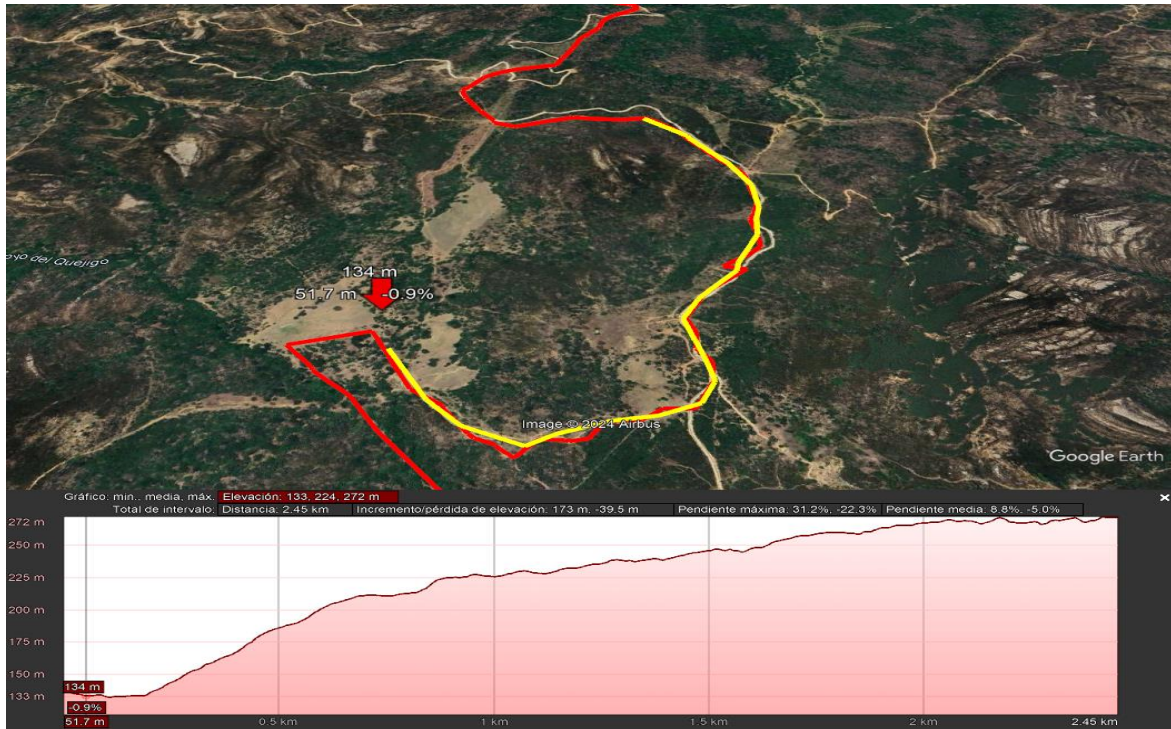 oyo del Quejigo
134 m
51.7 m -0.9%
Image © 2024 Airbus
Google Earth
Gráfico: mín., media, máx. Elevación: 133, 224, 272 m
Total de intervalo: Distancia: 2.45 km Incremento/pérdida de elevación: 173 m, -39.5 m Pendiente máxima: 31.2%, -22.3% Pendiente media: 8.8%, -5.0%
272 m
250 m
225 m
200 m
175 m
150 m
133 m
134 m
-0.9%
51.7 m
0.5 km
1 km
1.5 km
2 km
2.45 km